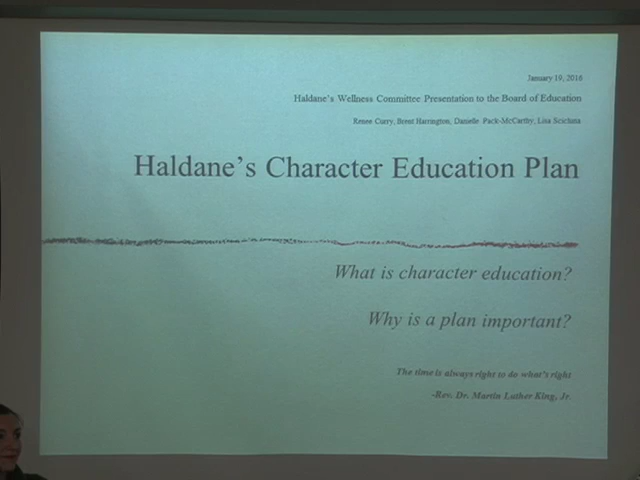 January 19, 2016
Haldane's Wellness Committee Presentation to the Board of Education
Renee Curry, Brent Harrington, Danielle Pack-McCarthy, Lisa Scichna
Haldane's Character Education Plan
What is character education?
Why is a plan important?
The time is always right to do what's right
-Rev. Dr. Martin Luther King, Jr.